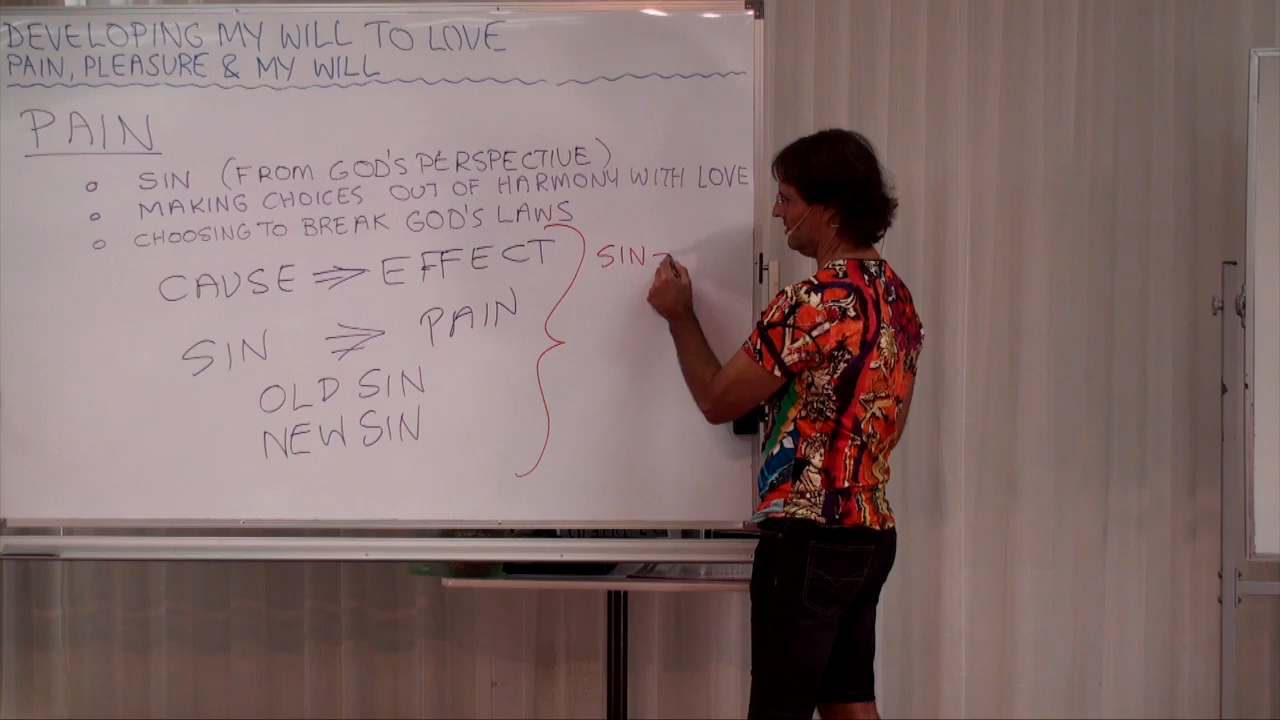 DEVELOPING MY WILL TO LOVE
PAIN, PLEASURE & MY WILL
PAIN
SIN (FROM GOD'S PERSPECTIVE)
MAKING CHOICES OUT OF HARMONY WITH LOVE
CHOOSING TO BREAK GOD'S LAWS
CAUSE ⇒ EFFECT
SIN -
SIN ⇒ PAIN
OLD SIN
NEW SIN